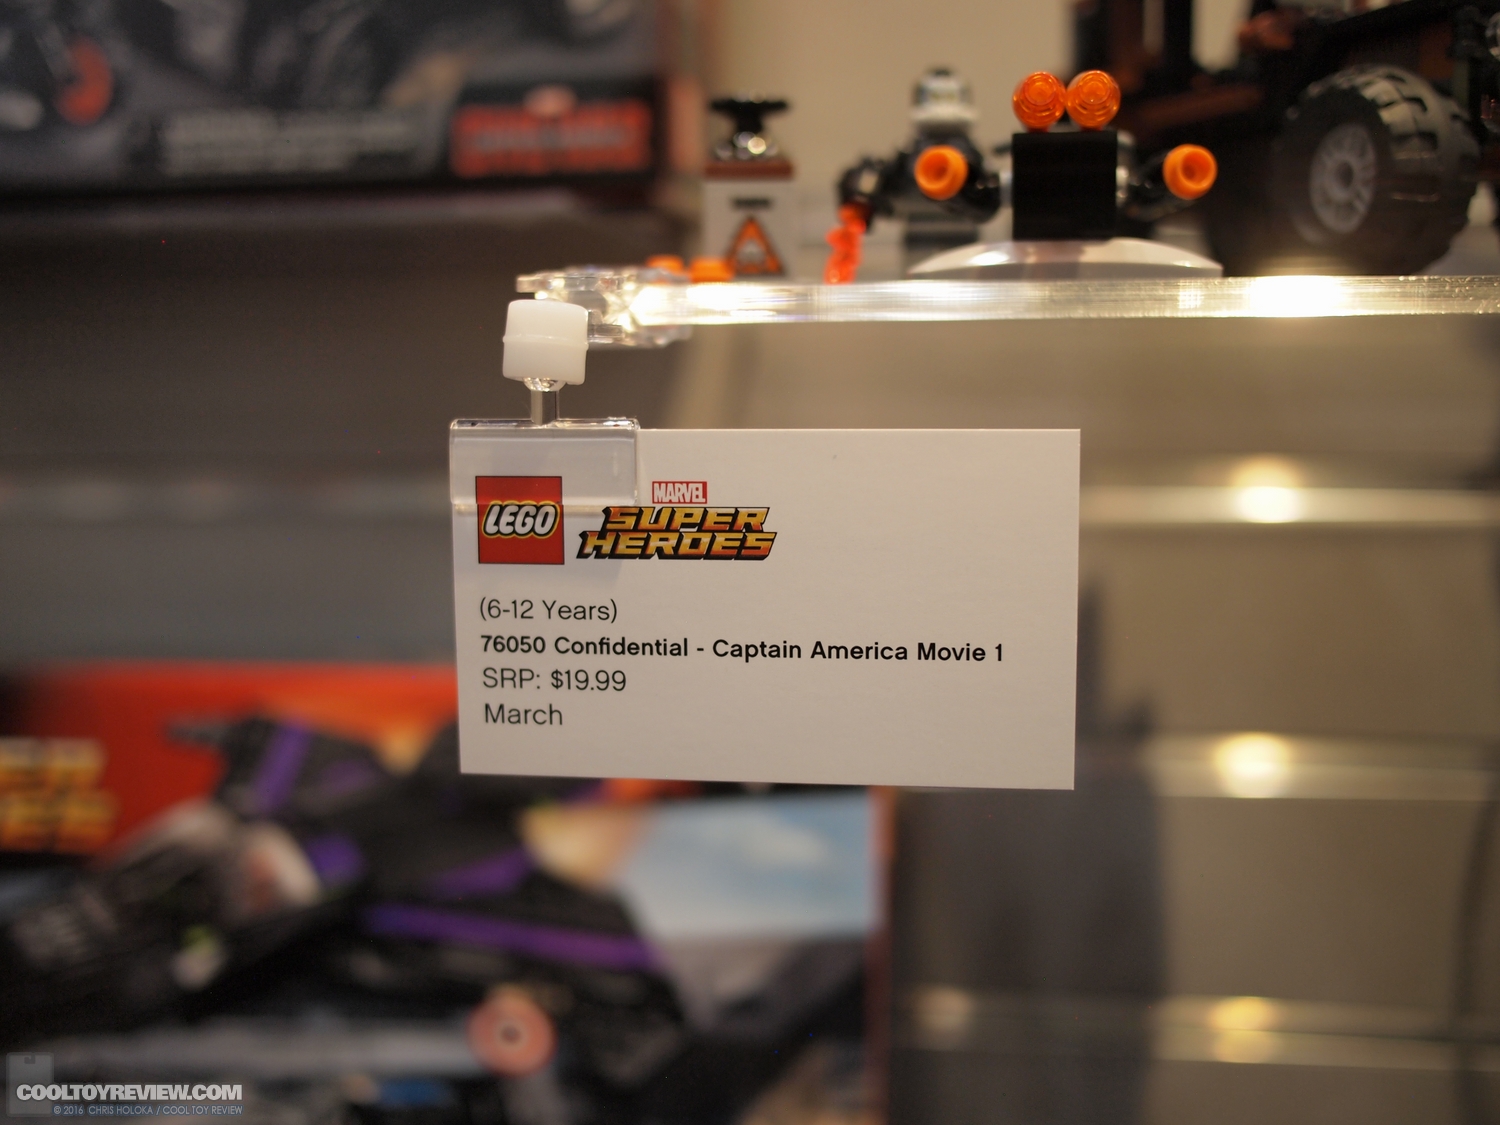 LEGO
MARVEL
SUPER
HEROES
(6-12 Years)
76050 Confidential - Captain America Movie 1
SRP: $19.99
March
COOLTOYREVIEW.COM
© 2016 CHRIS HOLOKA / COOL TOY REVIEW